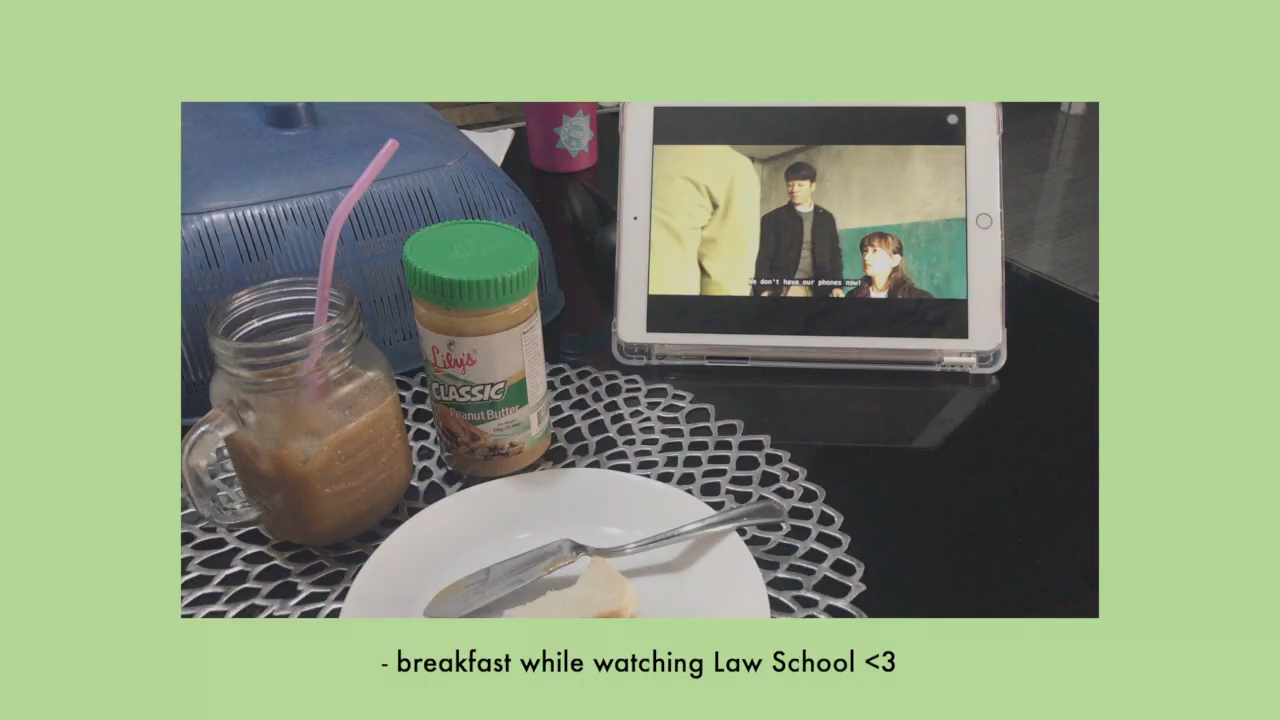 We don't have our phones now!
Lily's
CLASSIC
Peanut Butter
- breakfast while watching Law School <3